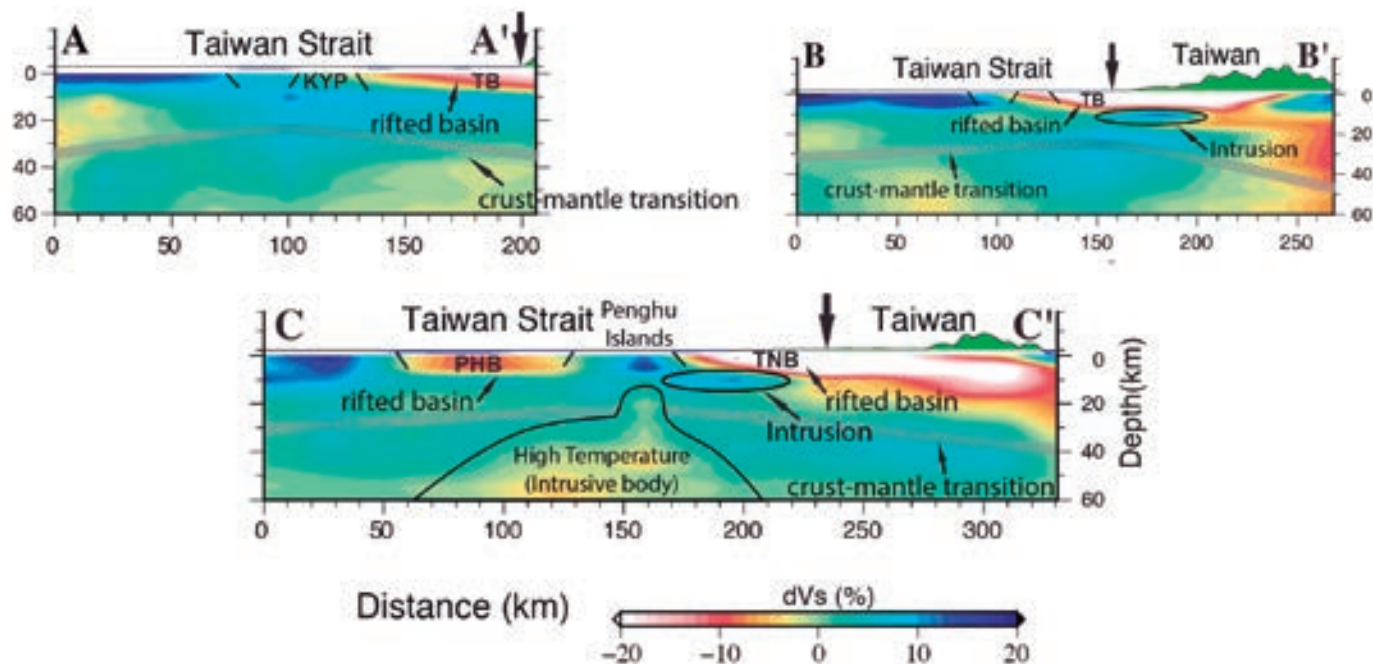 A Taiwan Strait A'
0
20
40
60
KYP
TB
rifted basin
crust-mantle transition
0 50 100 150 200
B Taiwan Strait Taiwan B'
0
20
40
60
TB
rifted basin
Intrusion
crust-mantle transition
0
20
40
60
0 50 100 150 200 250
C Taiwan Strait Penghu Islands Taiwan C'
PHB
TNB
rifted basin
rifted basin
Intrusion
High Temperature
(Intrusive body)
crust-mantle transition
0
20
40
60
Depth(km)
0 50 100 150 200 250 300
Distance (km)
dVs (%)
−20 −10 0 10 20